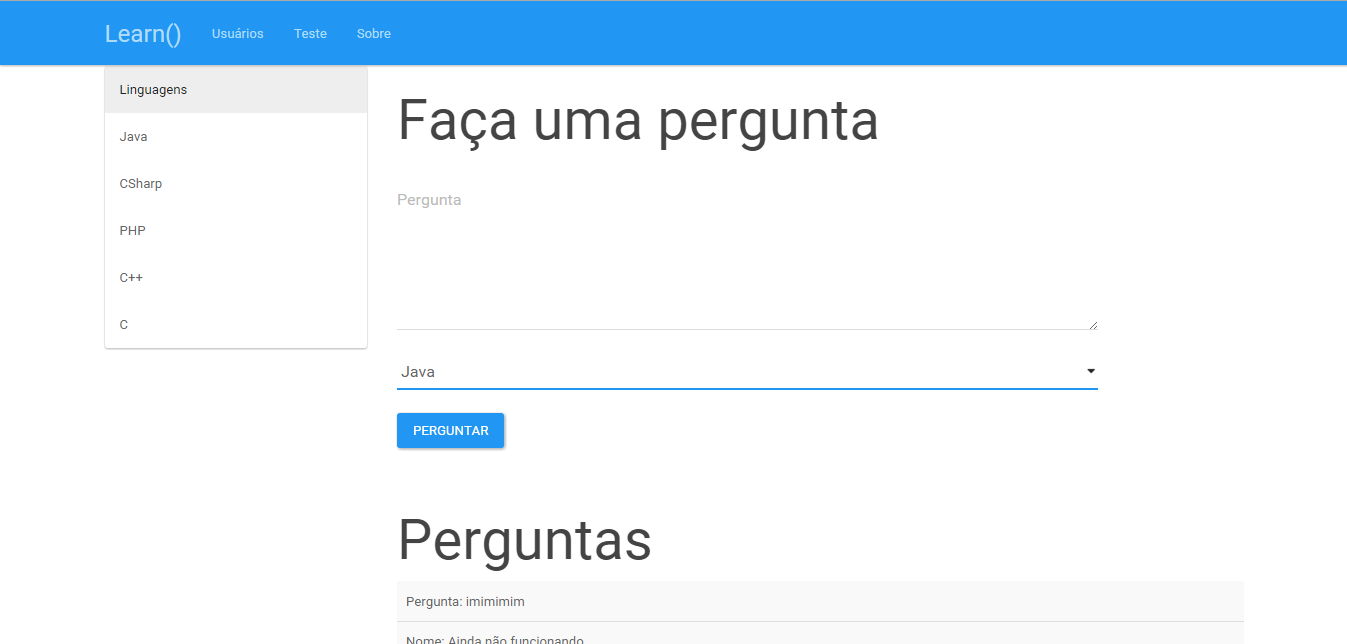 Learn() Usuários Teste Sobre
Linguagens
Java
CSharp
PHP
C++
C
Faça uma pergunta
Pergunta
Java
PERGUNTAR
Perguntas
Pergunta: imimimim
Nome: Ainda não funcionando